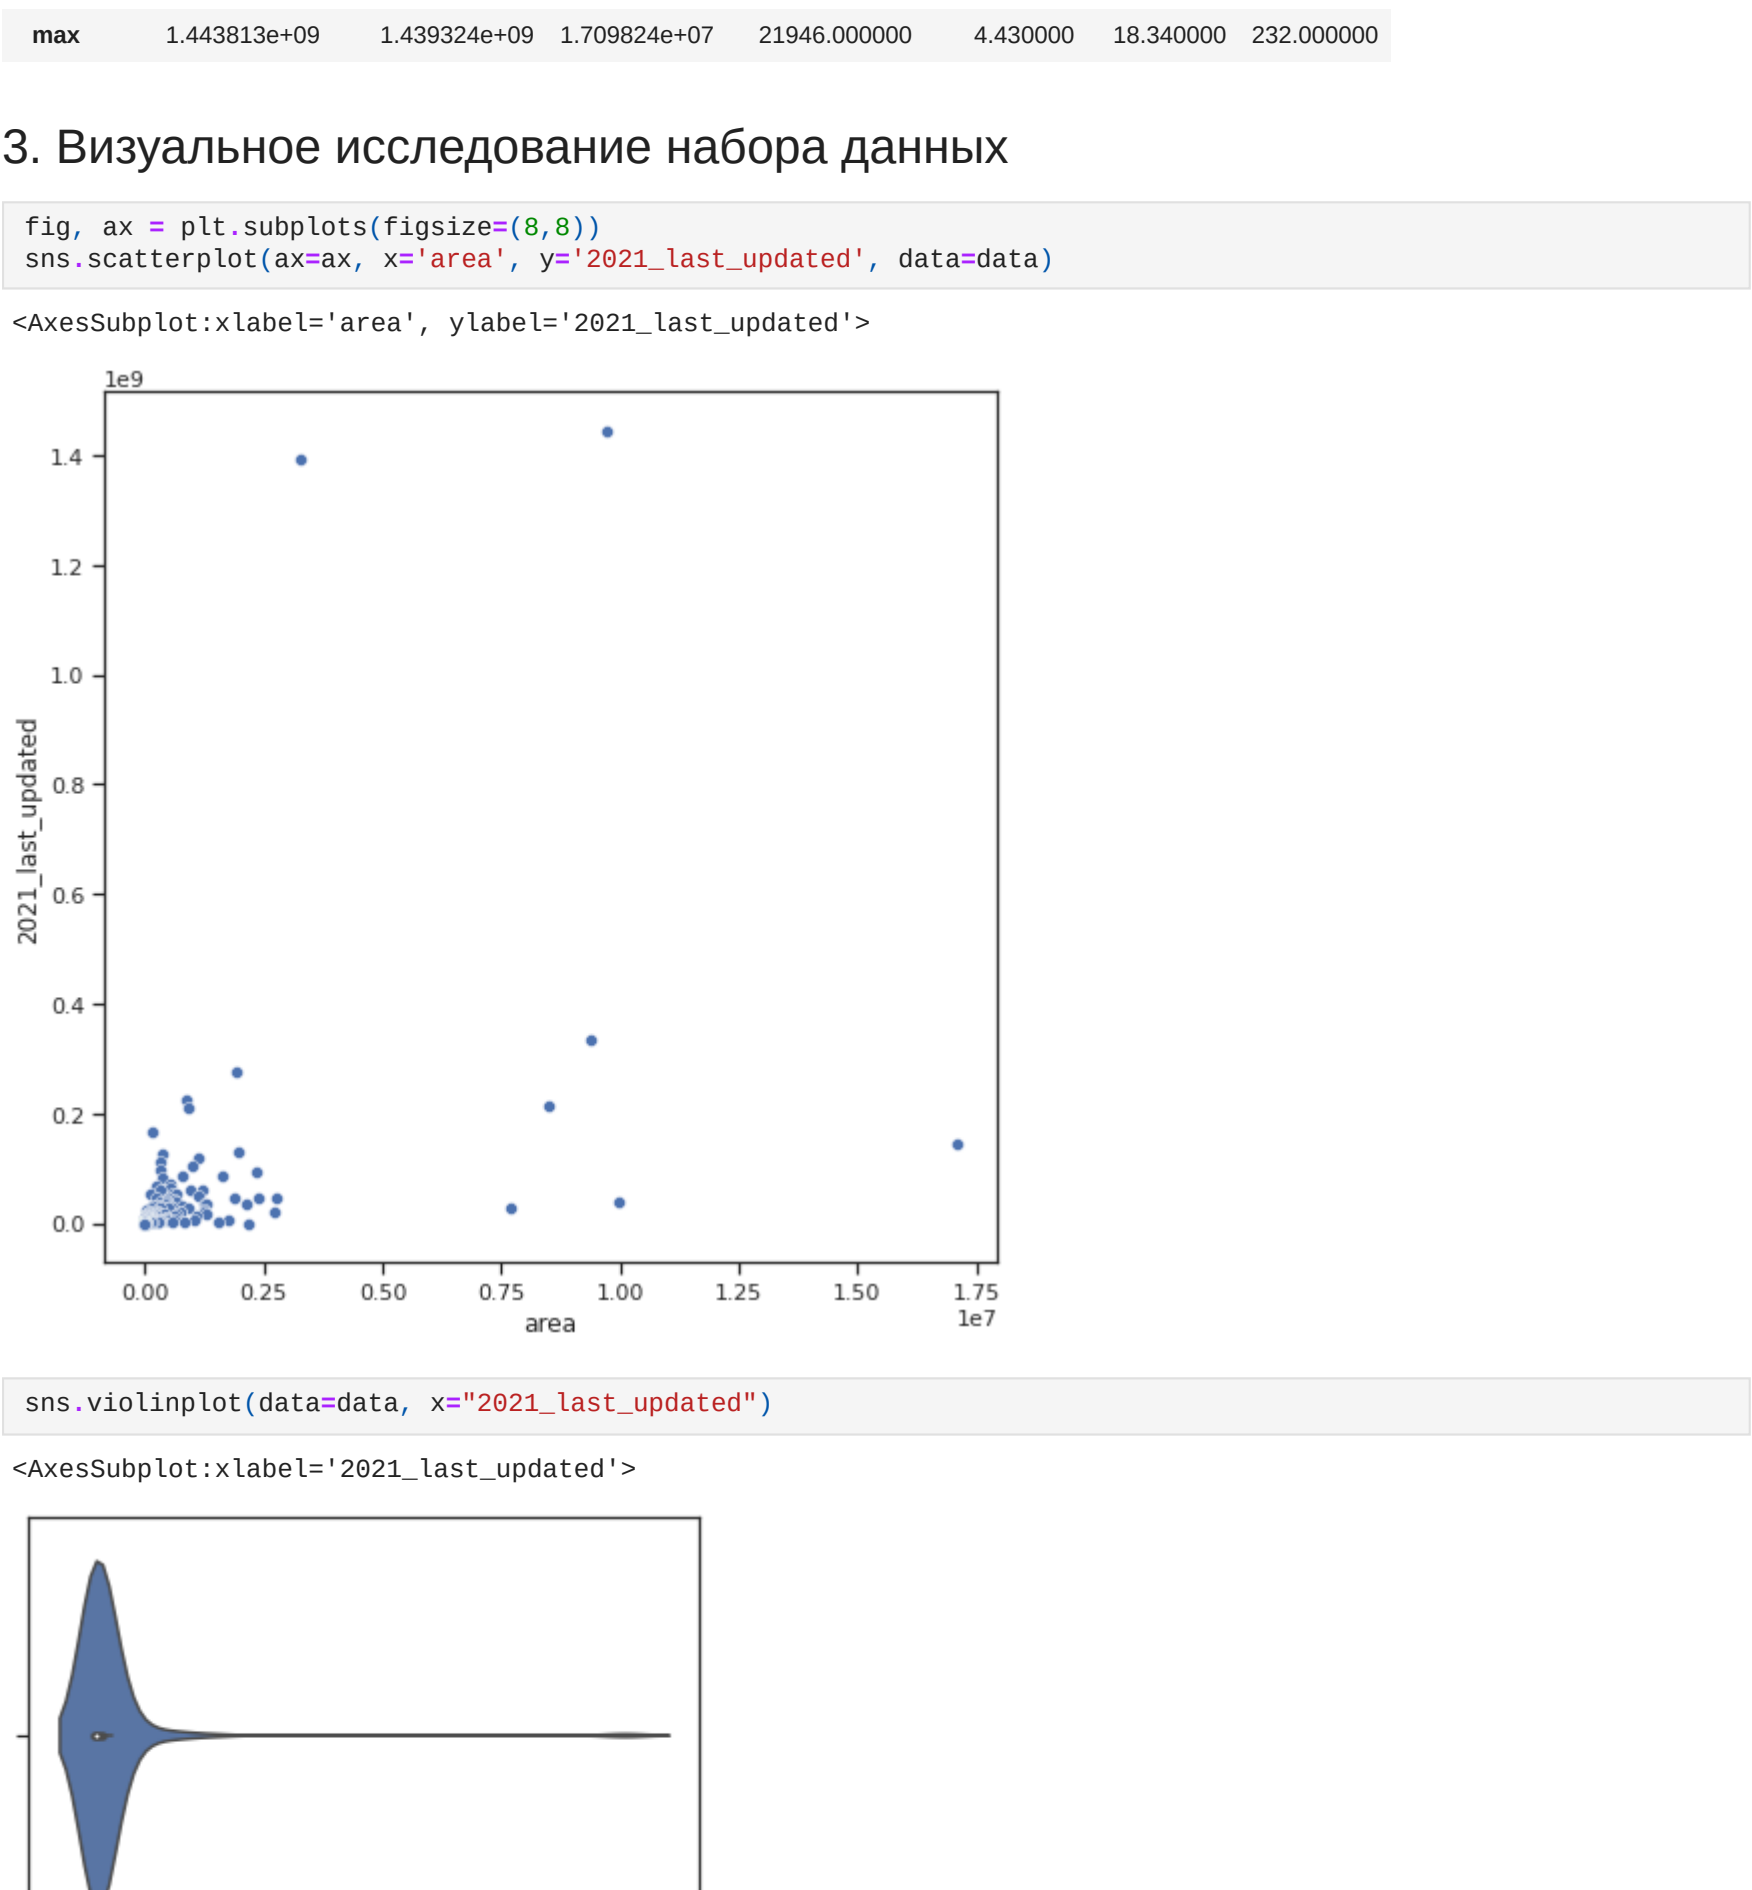 max 1.443813e+09 1.439324e+09 1.709824e+07 21946.000000 4.430000 18.340000 232.000000
3. Визуальное исследование набора данных
fig, ax = plt.subplots(figsize=(8,8))
sns.scatterplot(ax=ax, x='area', y='2021_last_updated', data=data)
<AxesSubplot:xlabel='area', ylabel='2021_last_updated'>
1e9
1.4
1.2
1.0
0.8
0.6
0.4
0.2
0.0
2021_last_updated
0.00 0.25 0.50 0.75 1.00 1.25 1.50 1.75
1e7
area
sns.violinplot(data=data, x="2021_last_updated")
<AxesSubplot:xlabel='2021_last_updated'>